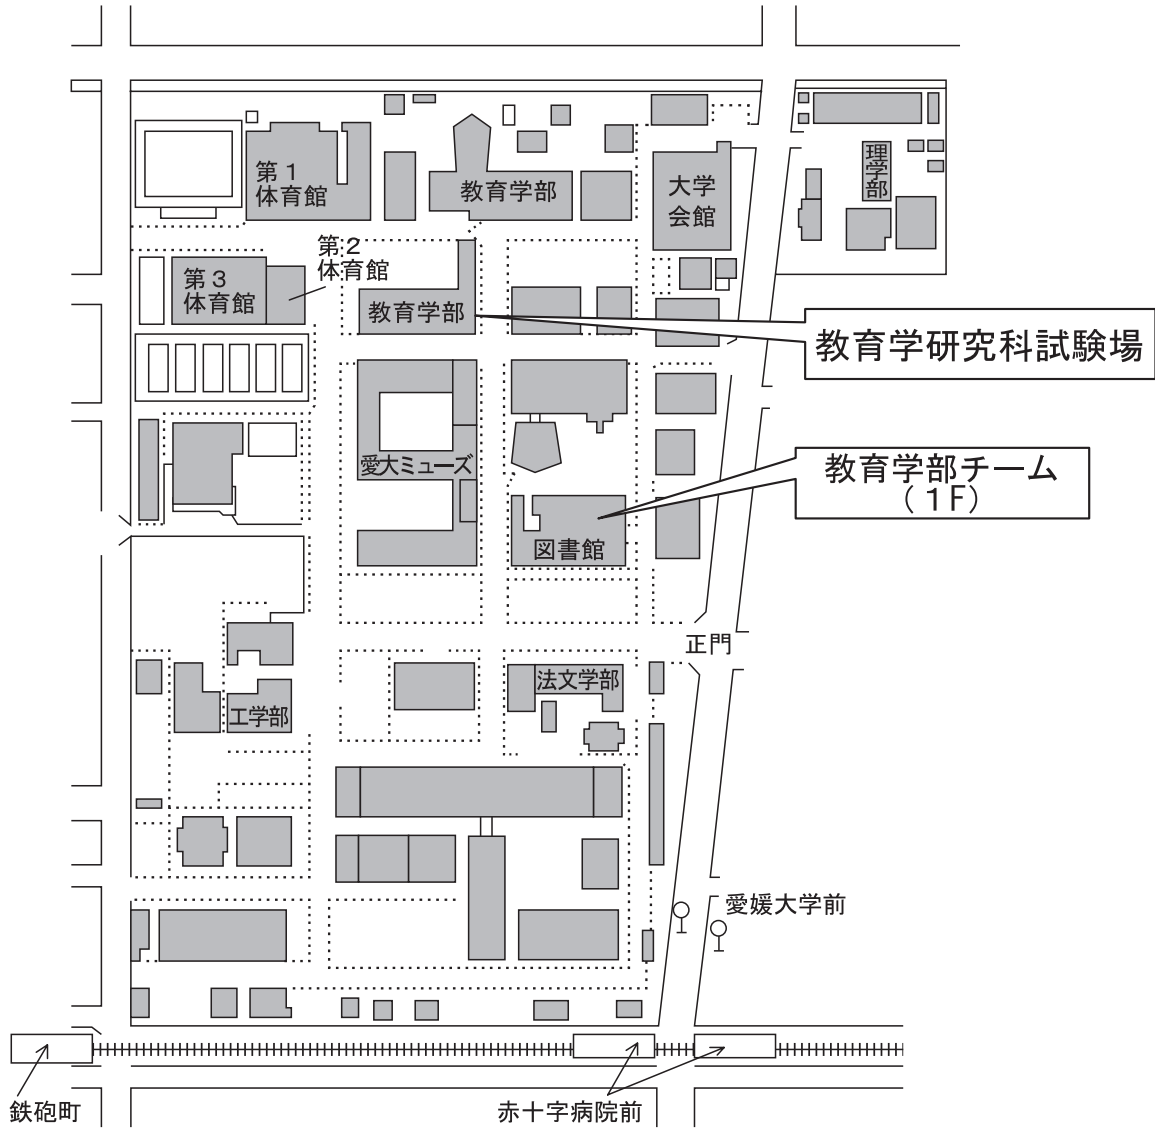 理学部
第1
体育館
教育学部
大学
会館
第2
体育館
第3
体育館
教育学部
教育学研究科試験場
愛大ミューズ
教育学部チーム
（1F）
図書館
正門
法文学部
工学部
愛媛大学前
鉄砲町
赤十字病院前